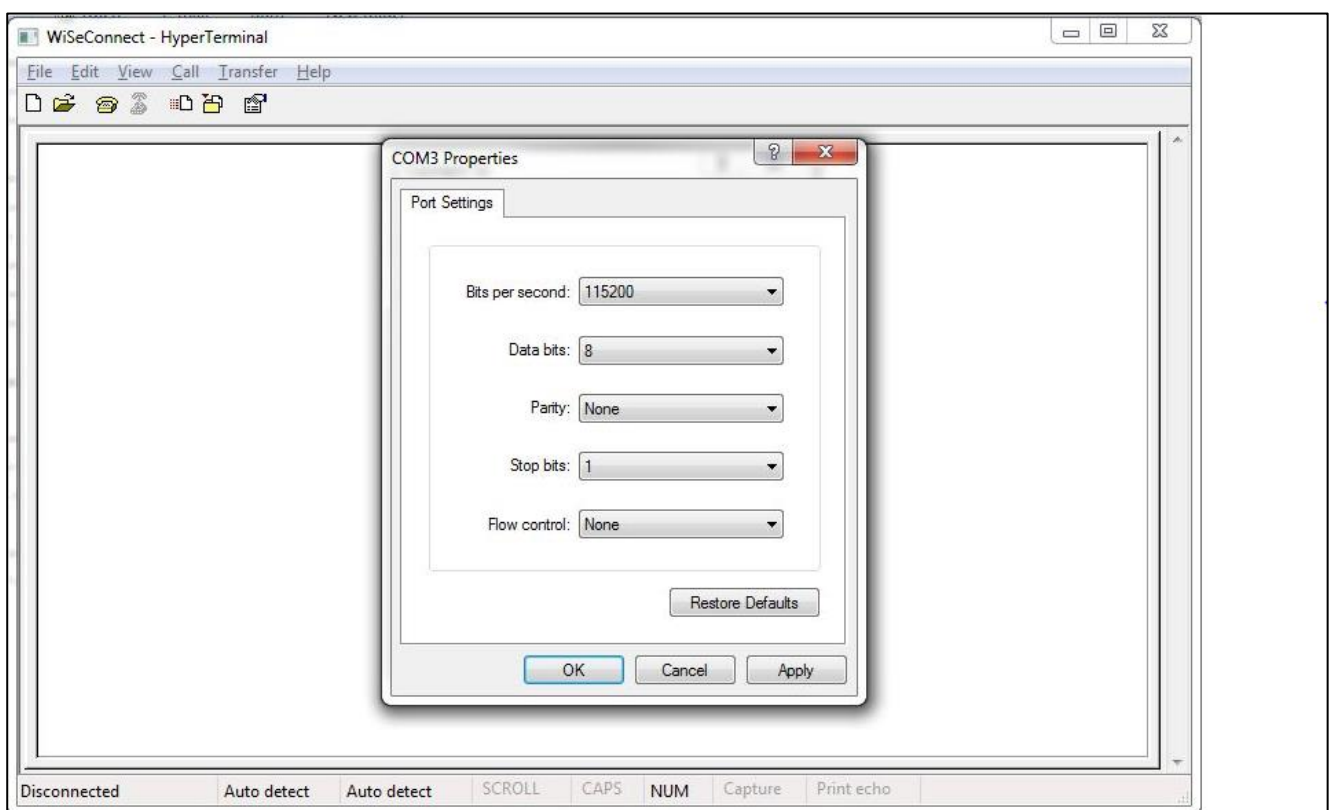 WiSeConnect - HyperTerminal
File Edit View Call Transfer Help
COM3 Properties
Port Settings
Bits per second: 115200
Data bits: 8
Parity: None
Stop bits: 1
Flow control: None
Restore Defaults
OK Cancel Apply
Disconnected Auto detect Auto detect SCROLL CAPS NUM Capture Print echo